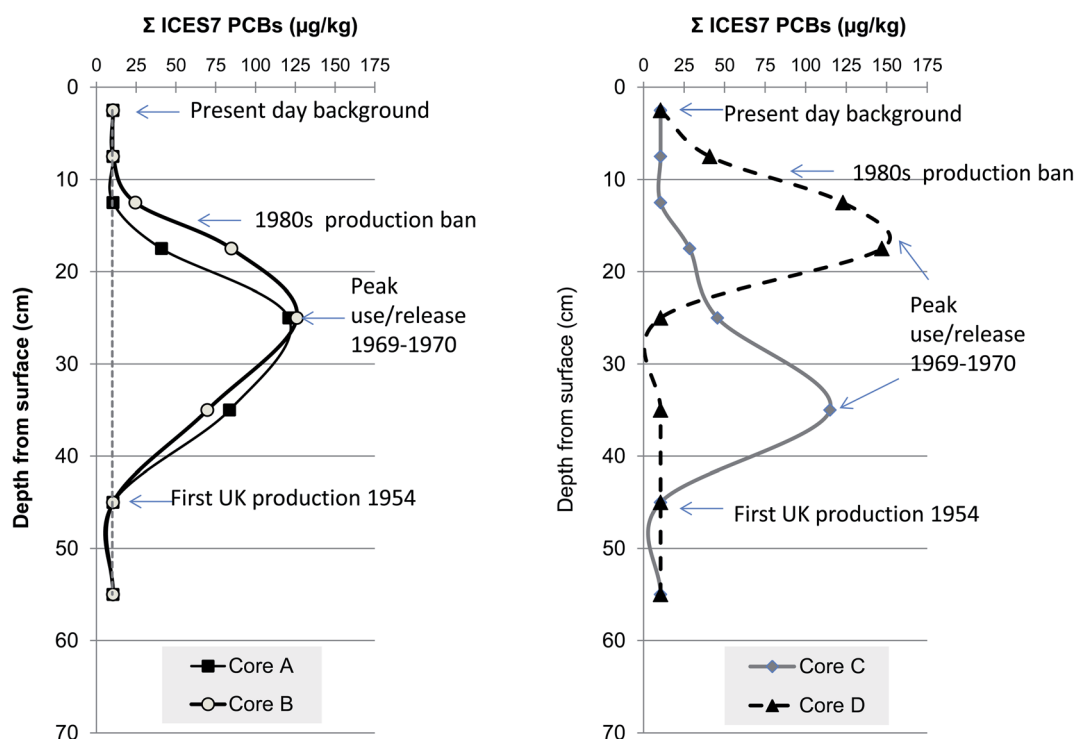 Σ ICES7 PCBs (µg/kg)
0 25 50 75 100 125 150 175
0
10
20
30
40
50
60
70
Depth from surface (cm)
Present day background
1980s production ban
Peak
use/release
1969-1970
First UK production 1954
Core A
Core B
Σ ICES7 PCBs (µg/kg)
0 25 50 75 100 125 150 175
0
10
20
30
40
50
60
70
Depth from surface (cm)
Present day background
1980s production ban
Peak
use/release
1969-1970
First UK production 1954
Core C
Core D